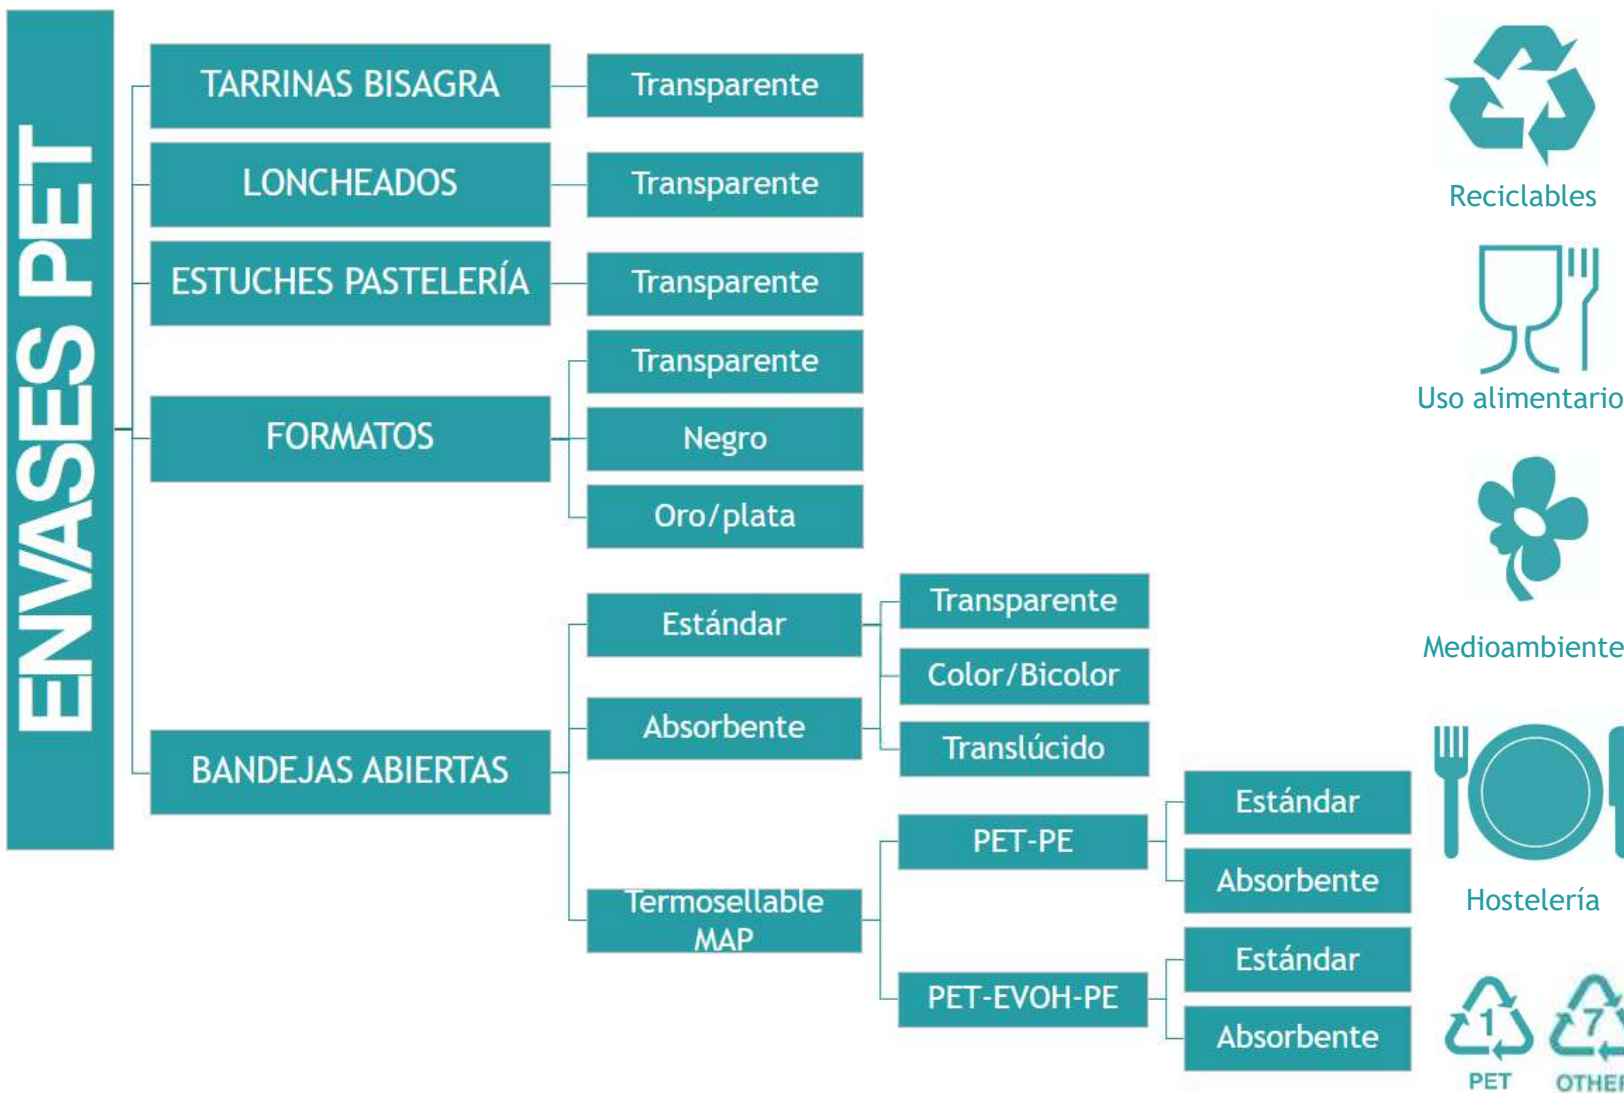 ENVASES PET
TARRINAS BISAGRA
Transparente
LONCHEADOS
Transparente
ESTUCHES PASTELERÍA
Transparente
FORMATOS
Transparente
Negro
Oro/plata
BANDEJAS ABIERTAS
Estándar
Absorbente
Transparente
Color/Bicolor
Translúcido
Termosellable
MAP
PET-PE
Estándar
Absorbente
PET-EVOH-PE
Estándar
Absorbente
Reciclables
Uso alimentario
Medioambiente
Hostelería
1
PET
7
OTHER